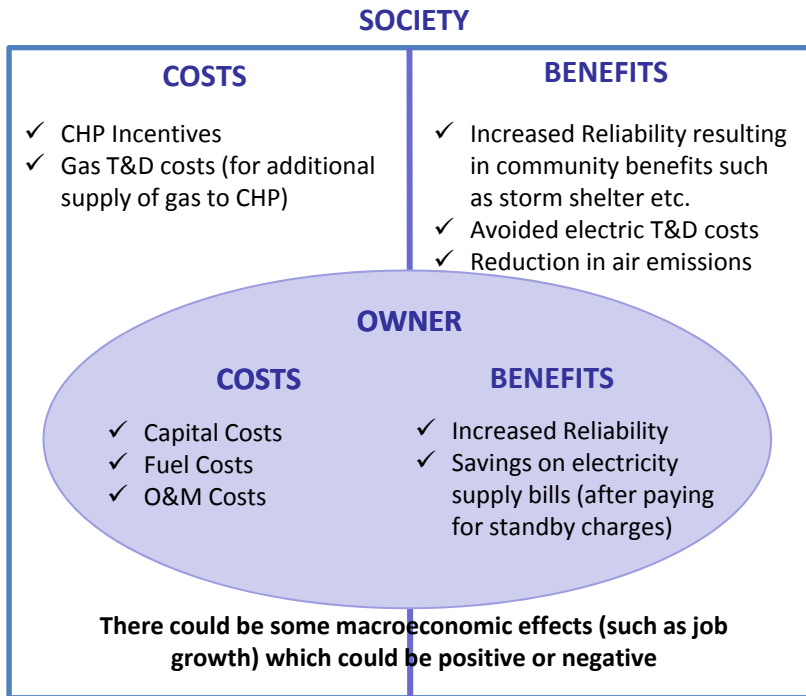 SOCIETY
COSTS
✓ CHP Incentives
✓ Gas T&D costs (for additional
supply of gas to CHP)
BENEFITS
✓ Increased Reliability resulting
in community benefits such
as storm shelter etc.
✓ Avoided electric T&D costs
✓ Reduction in air emissions
OWNER
COSTS
✓ Capital Costs
✓ Fuel Costs
✓ O&M Costs
BENEFITS
✓ Increased Reliability
✓ Savings on electricity
supply bills (after paying
for standby charges)
There could be some macroeconomic effects (such as job
growth) which could be positive or negative